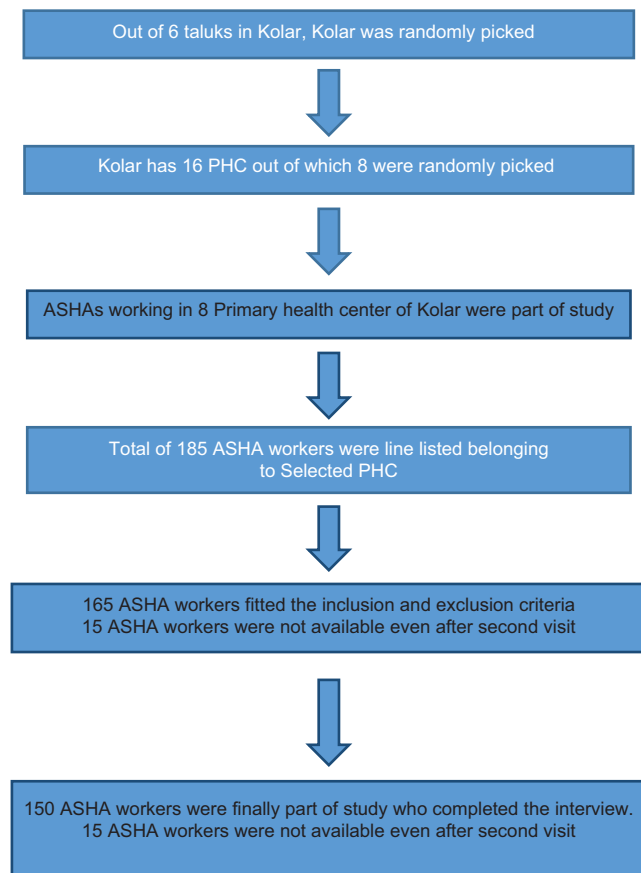 Out of 6 taluks in Kolar, Kolar was randomly picked
Kolar has 16 PHC out of which 8 were randomly picked
ASHAs working in 8 Primary health center of Kolar were part of study
Total of 185 ASHA workers were line listed belonging
to Selected PHC
165 ASHA workers fitted the inclusion and exclusion criteria
15 ASHA workers were not available even after second visit
150 ASHA workers were finally part of study who completed the interview.
15 ASHA workers were not available even after second visit